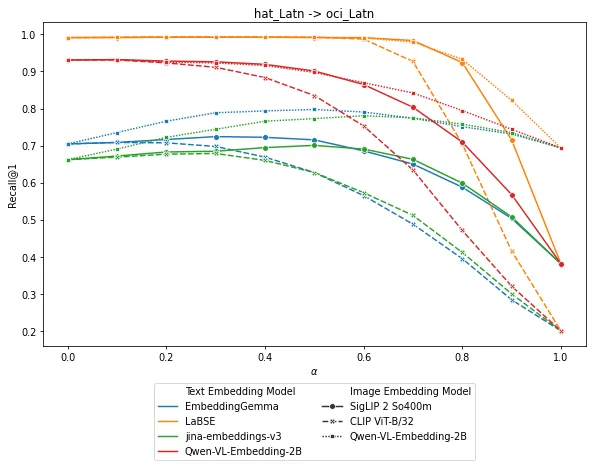 hat_Latn -> oci_Latn
1.0
0.9
0.8
0.7
0.6
0.5
0.4
0.3
0.2
Recall@1
0.0 0.2 0.4 0.6 0.8 1.0
α
Text Embedding Model Image Embedding Model
EmbeddingGemma SigLIP 2 So400m
LaBSE CLIP ViT-B/32
jina-embeddings-v3 Qwen-VL-Embedding-2B
Qwen-VL-Embedding-2B